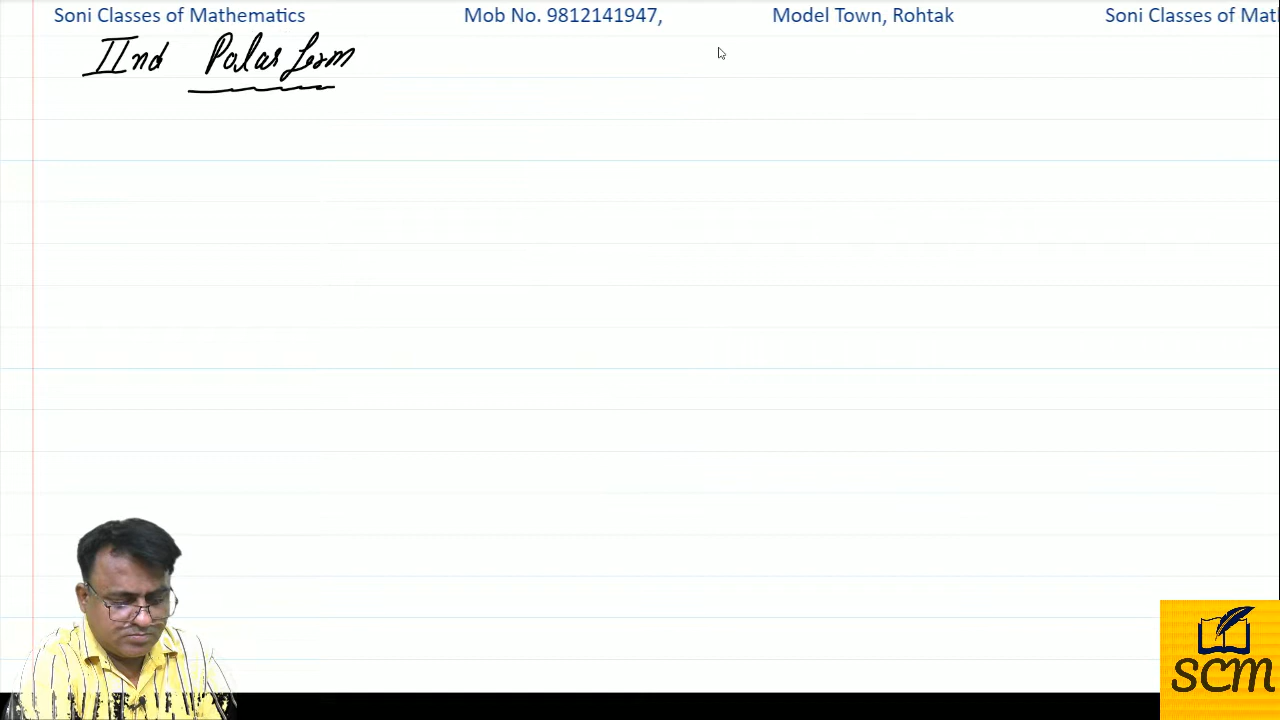 Soni Classes of Mathematics Mob No. 9812141947, Model Town, Rohtak Soni Classes of Mat
IInd Polar form
SCM